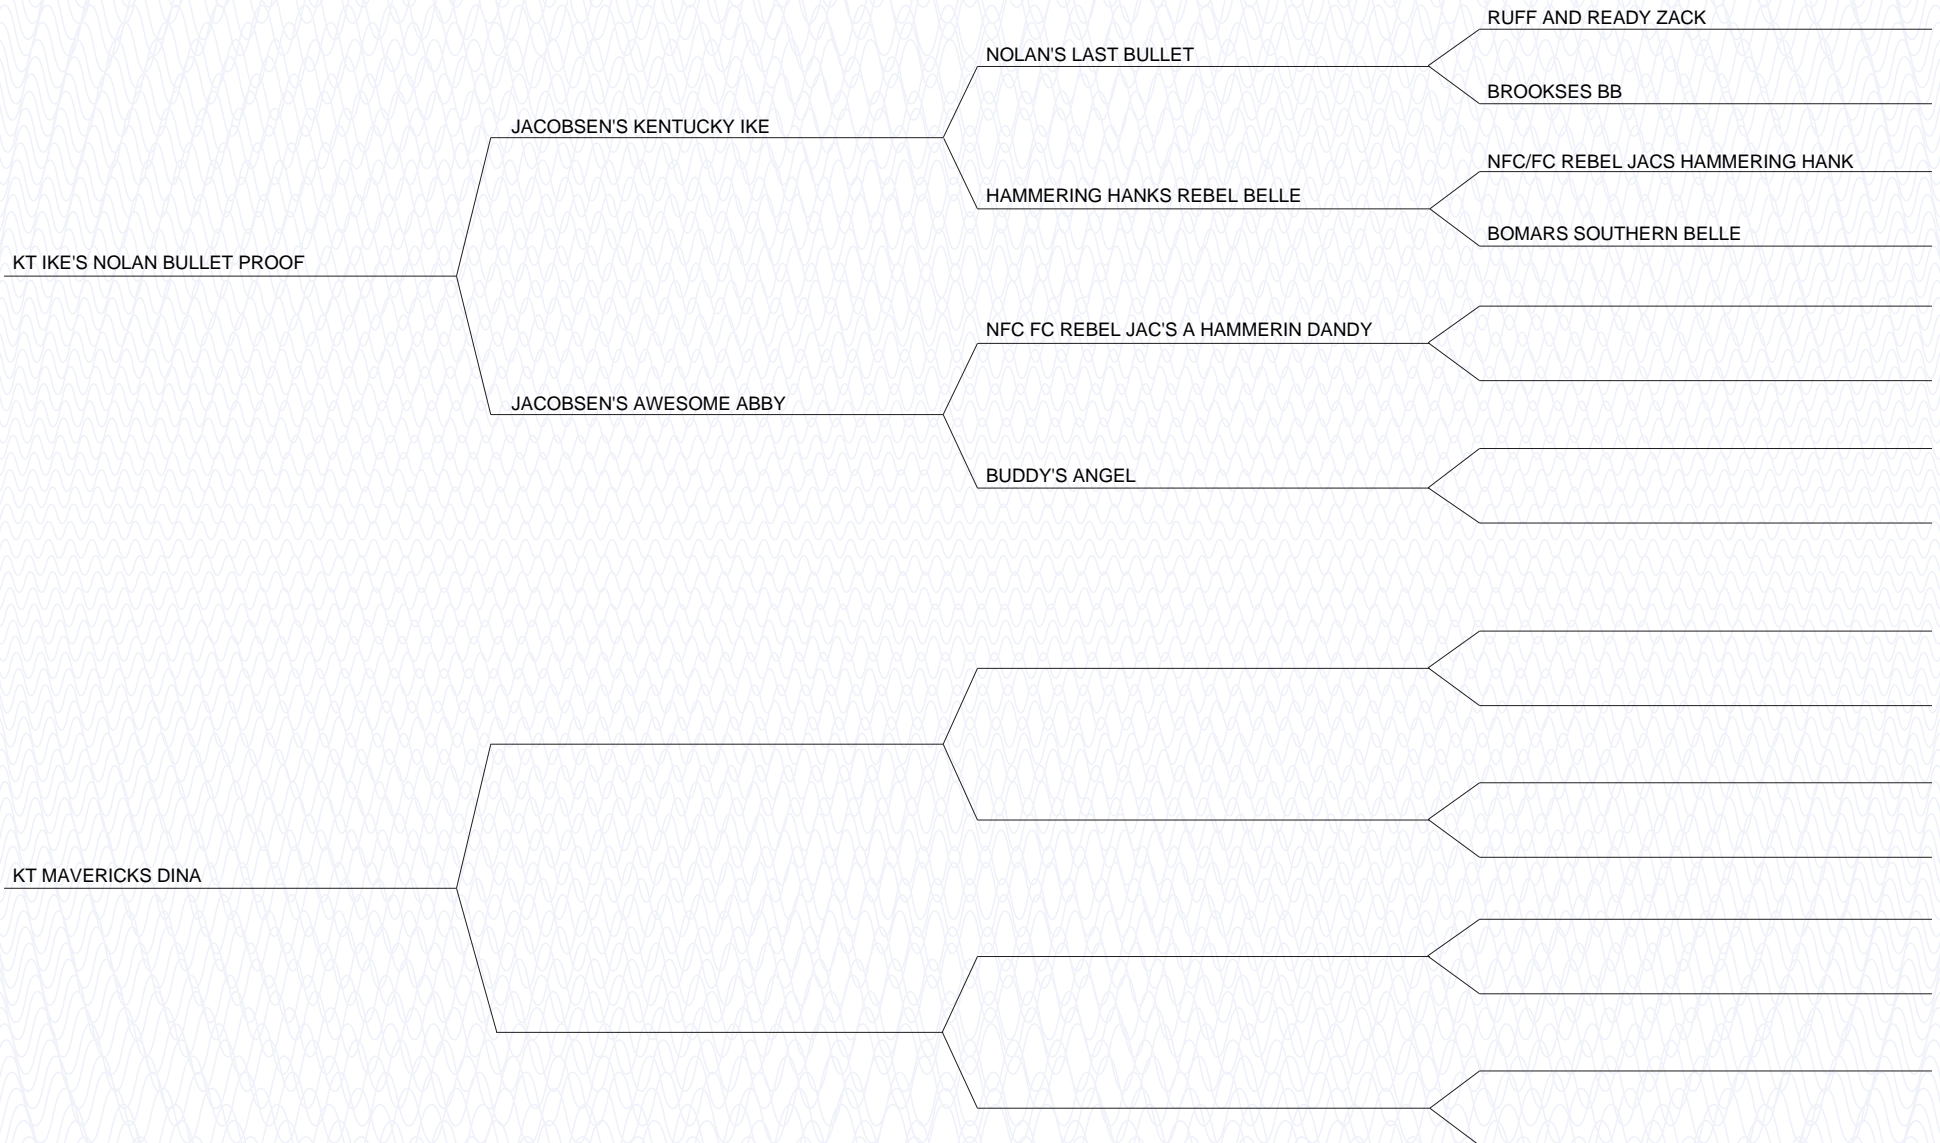 RUFF AND READY ZACK
NOLAN'S LAST BULLET
BROOKSES BB
JACOBSEN'S KENTUCKY IKE
NFC/FC REBEL JACS HAMMERING HANK
HAMMERING HANKS REBEL BELLE
BOMARS SOUTHERN BELLE
KT IKE'S NOLAN BULLET PROOF
NFC FC REBEL JAC'S A HAMMERIN DANDY
JACOBSEN'S AWESOME ABBY
BUDDY'S ANGEL
KT MAVERICKS DINA